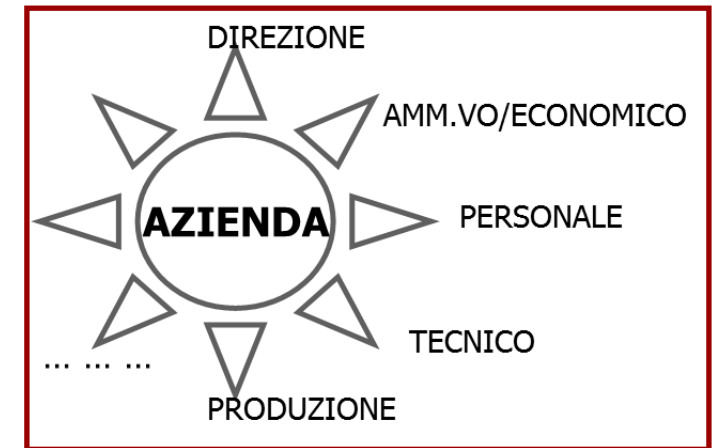 DIREZIONE
AMM.VO/ECONOMICO
AZIENDA
PERSONALE
TECNICO
... ... ...
PRODUZIONE